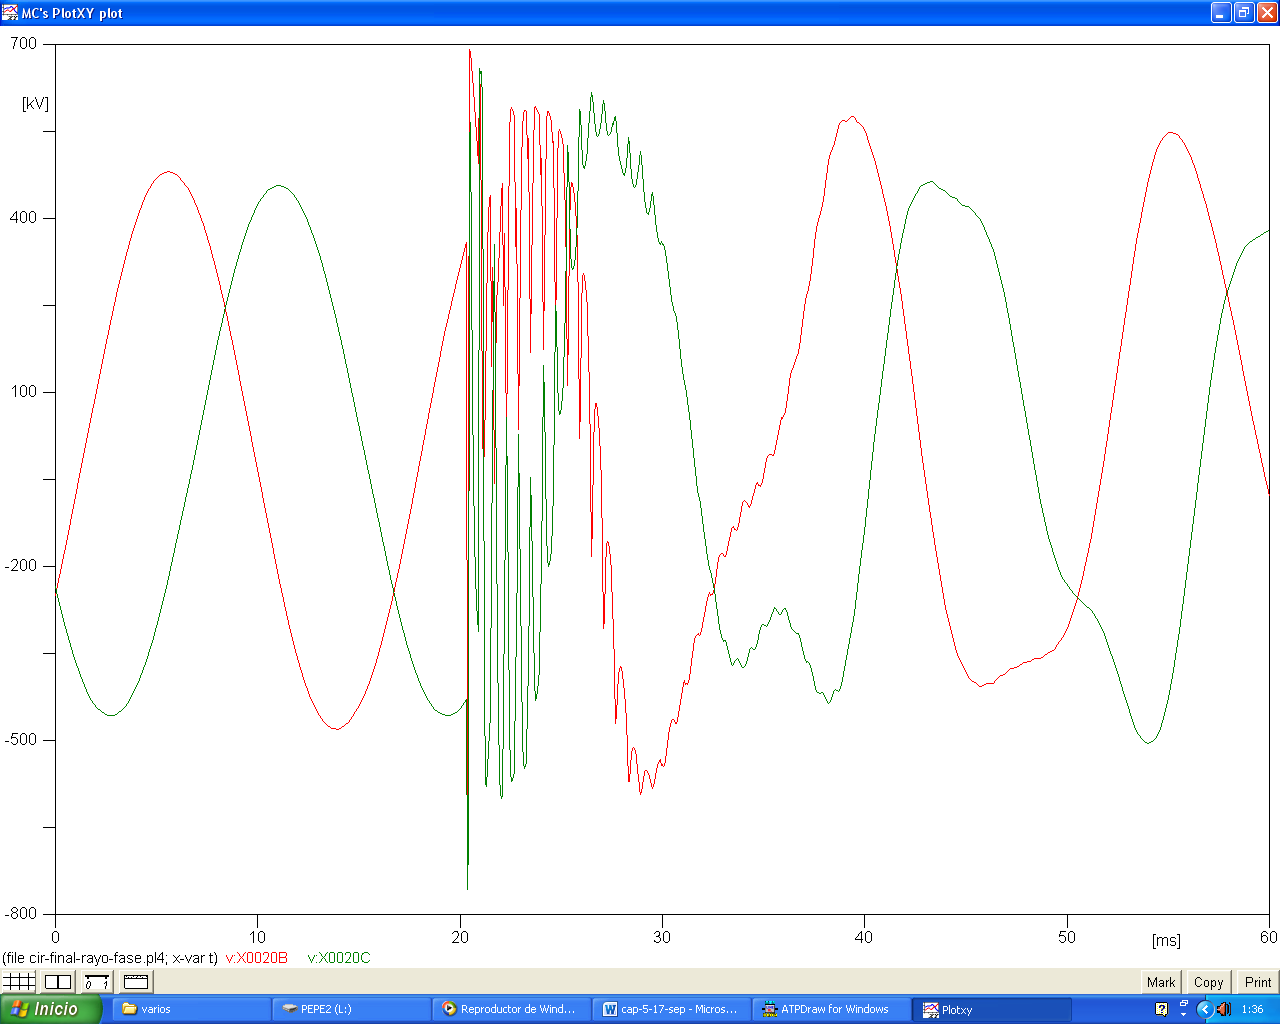 MC's PlotXY plot
700
[kV]
400
100
-200
-500
-800
0 10 20 30 40 50 [ms] 60
(file cir-final-rayo-fase.pl4; x-var t) v:X0020B v:X0020C
Mark Copy Print
Inicio varios PEPE2 (L:) Reproductor de Wind... cap-5-17-sep - Micros... ATPDraw for Windows Plotxy 1:36